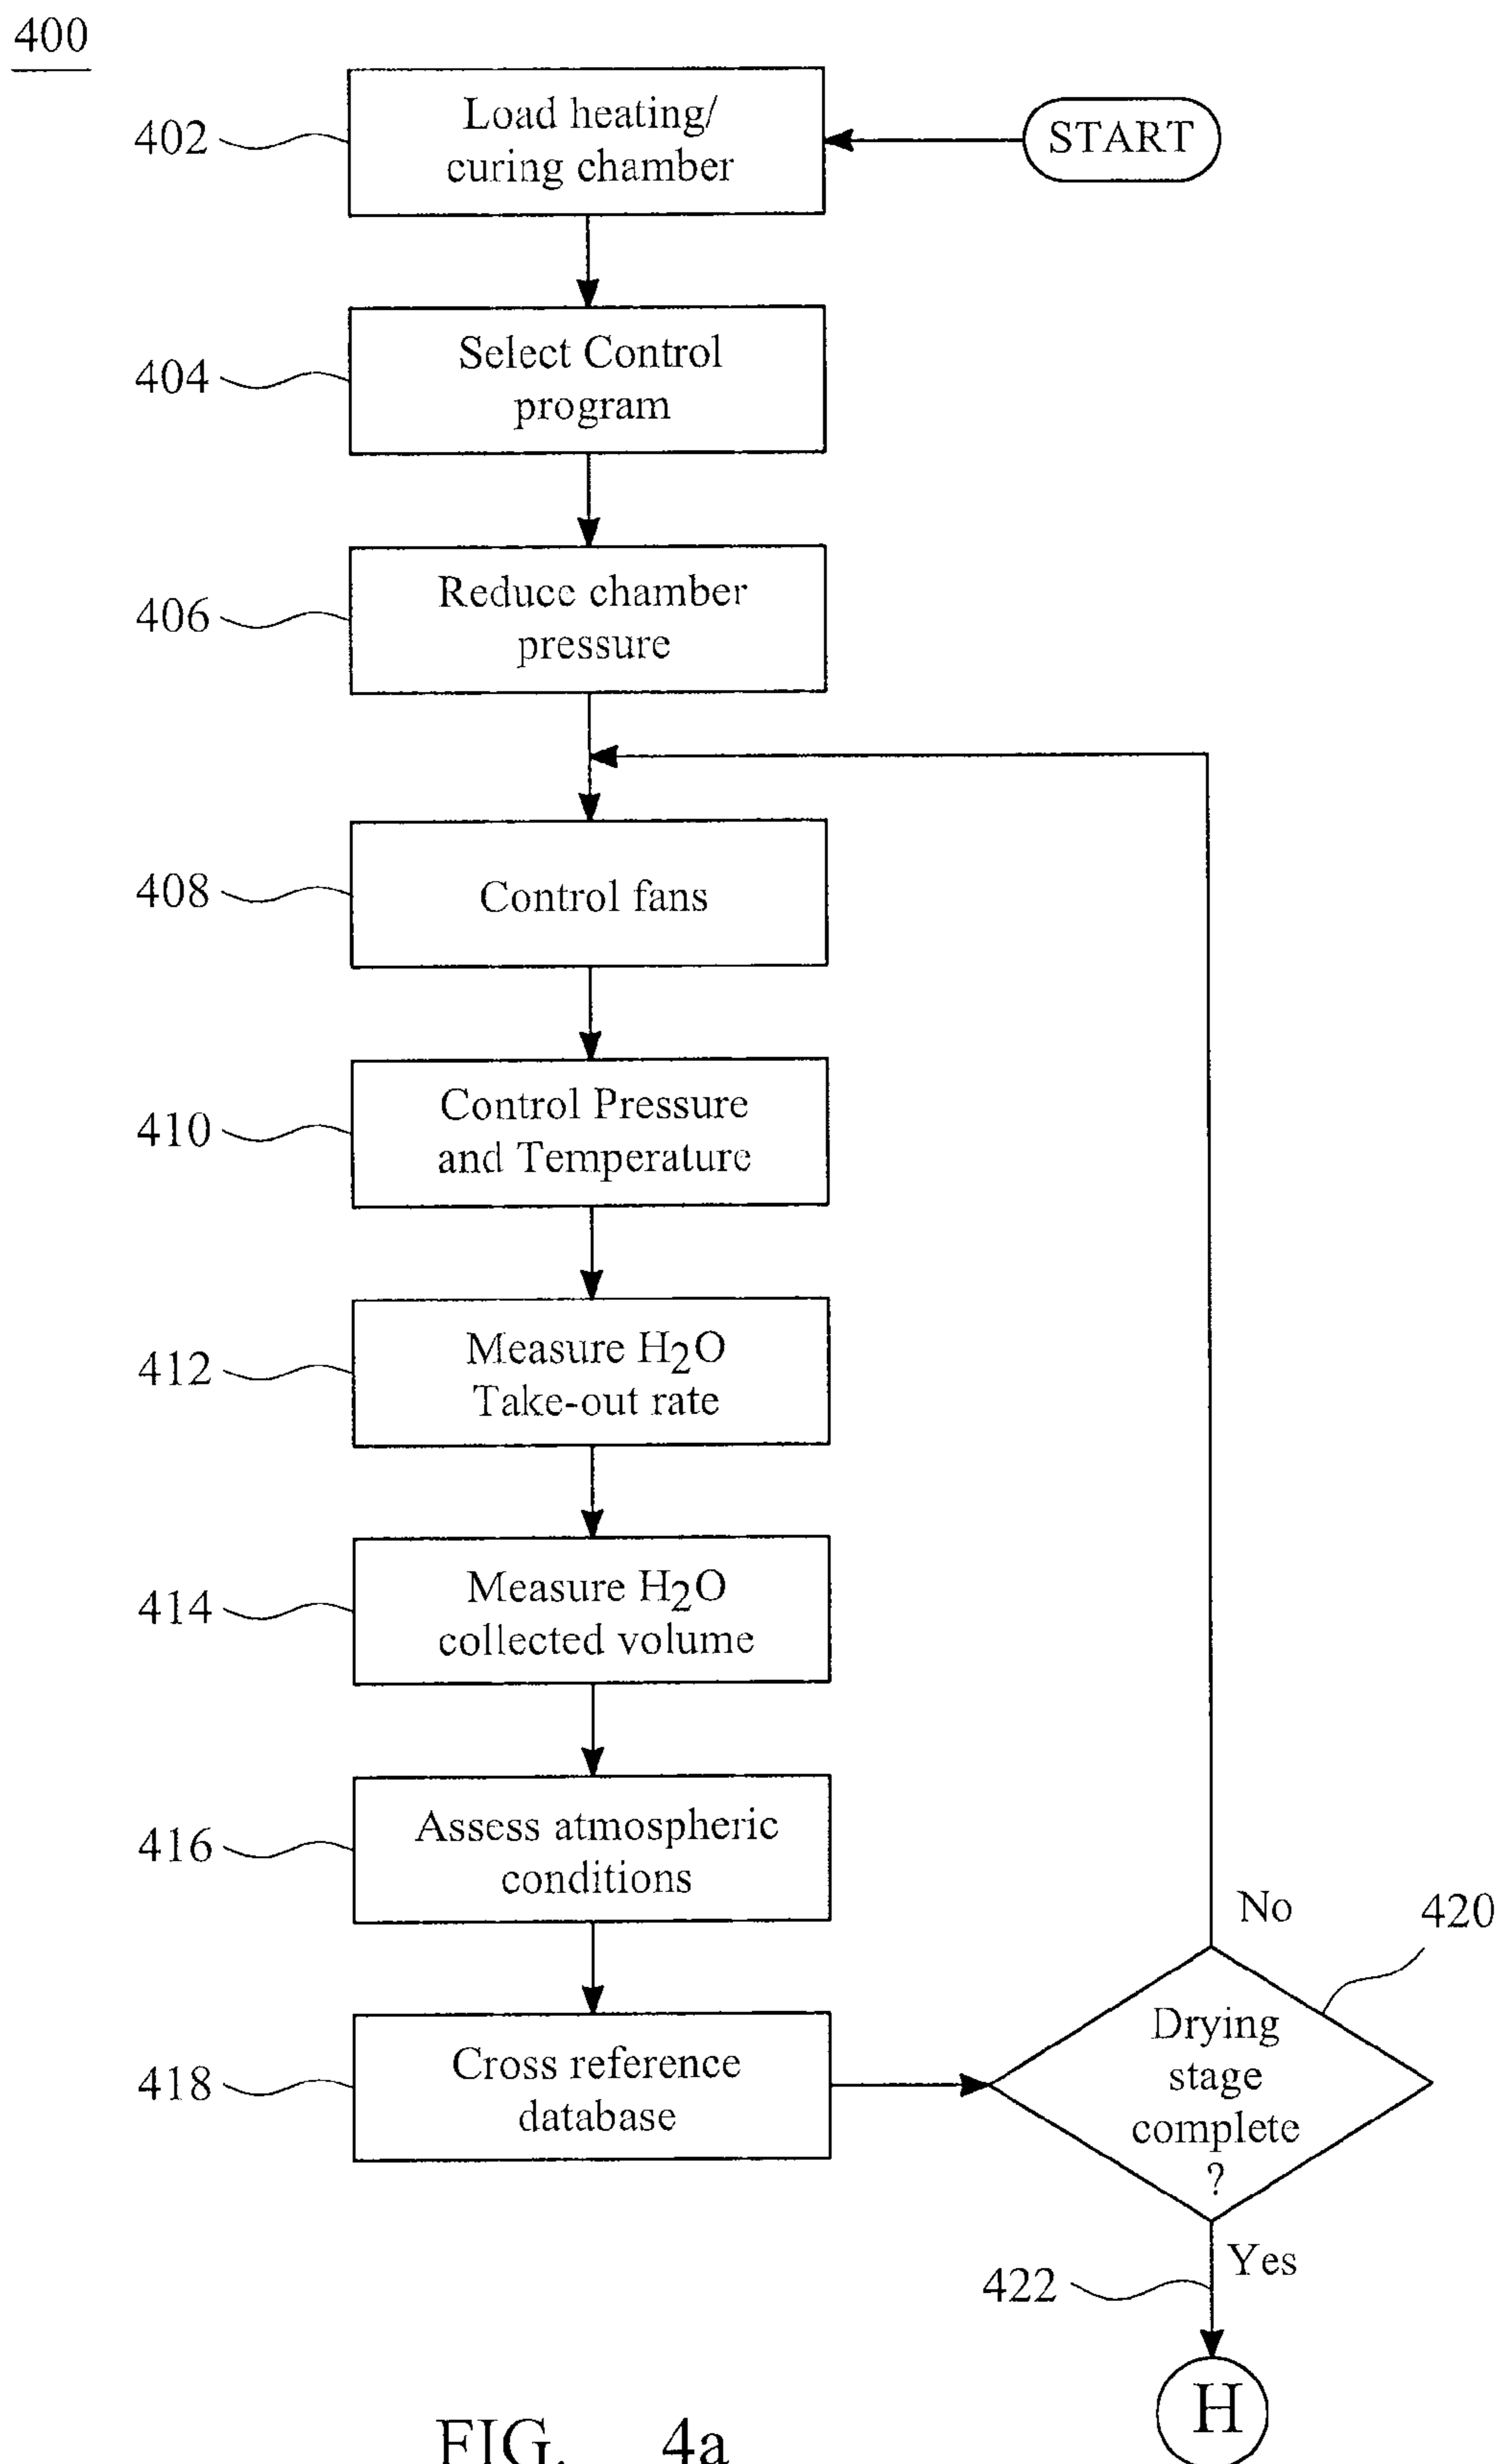 400
402
Load heating/
curing chamber
START
404
Select Control
program
406
Reduce chamber
pressure
408
Control fans
410
Control Pressure
and Temperature
412
Measure H₂O
Take-out rate
414
Measure H₂O
collected volume
416
Assess atmospheric
conditions
418
Cross reference
database
No
420
Drying
stage
complete
?
Yes
422
H
FIG. 4a